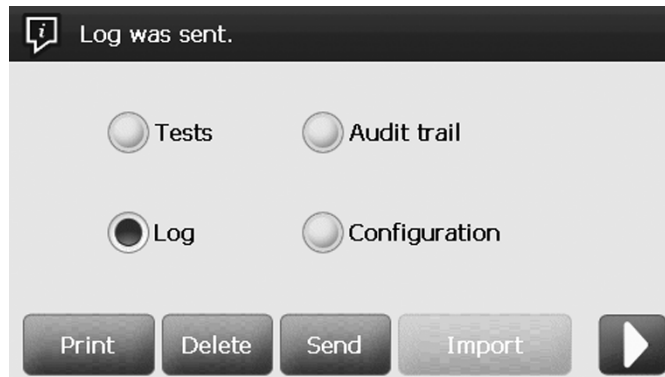 i Log was sent.
Tests Audit trail
Log Configuration
Print Delete Send Import